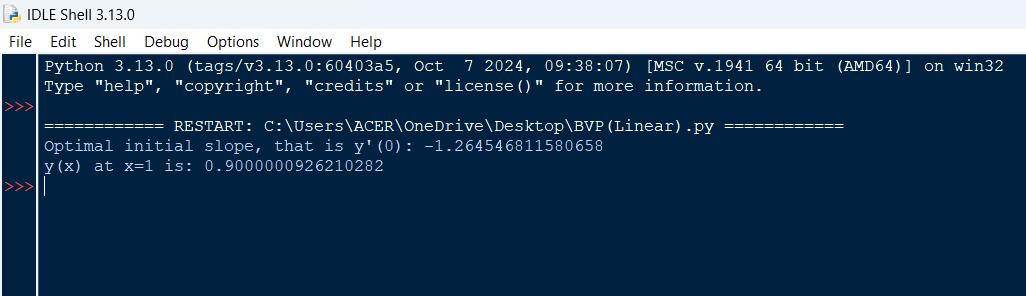 IDLE Shell 3.13.0
File Edit Shell Debug Options Window Help
Python 3.13.0 (tags/v3.13.0:60403a5, Oct  7 2024, 09:38:07) [MSC v.1941 64 bit (AMD64)] on win32
Type "help", "copyright", "credits" or "license()" for more information.
>>>
============ RESTART: C:\Users\ACER\OneDrive\Desktop\BVP(Linear).py ============
Optimal initial slope, that is y'(0): -1.264546811580658
y(x) at x=1 is: 0.9000000926210282
>>>